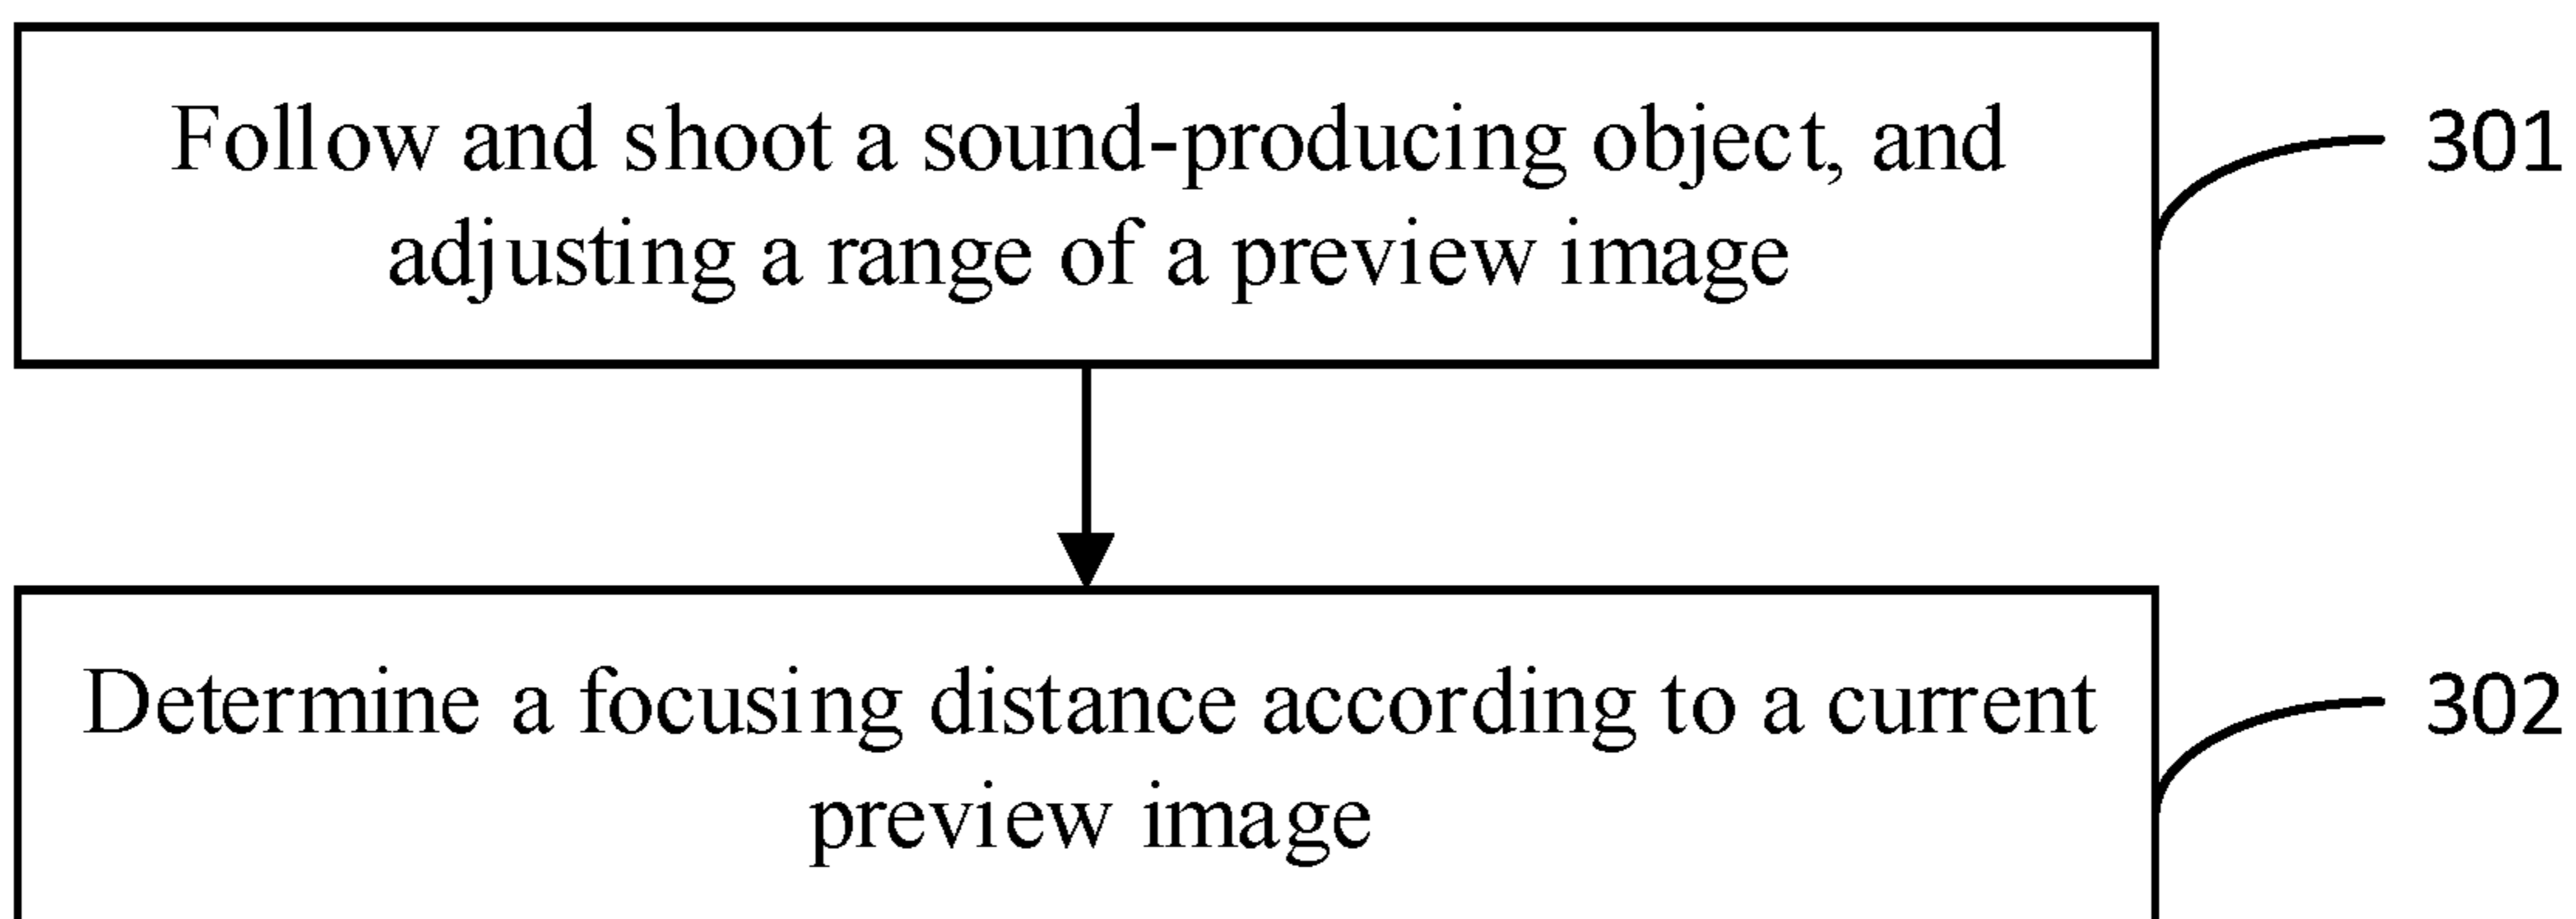 Follow and shoot a sound-producing object, and
adjusting a range of a preview image
301
Determine a focusing distance according to a current
preview image
302